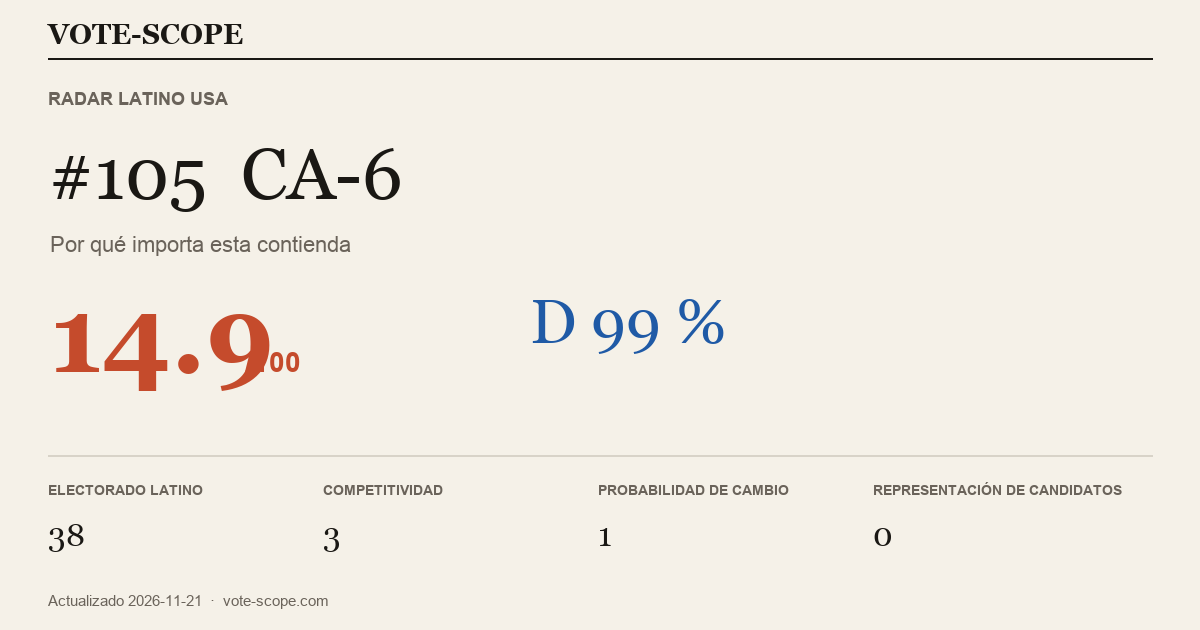 VOTE-SCOPE
RADAR LATINO USA
#105 CA-6
Por qué importa esta contienda
14.9
00
D 99 %
ELECTORADO LATINO
COMPETITIVIDAD
PROBABILIDAD DE CAMBIO
REPRESENTACIÓN DE CANDIDATOS
38
3
1
0
Actualizado 2026-11-21 · vote-scope.com